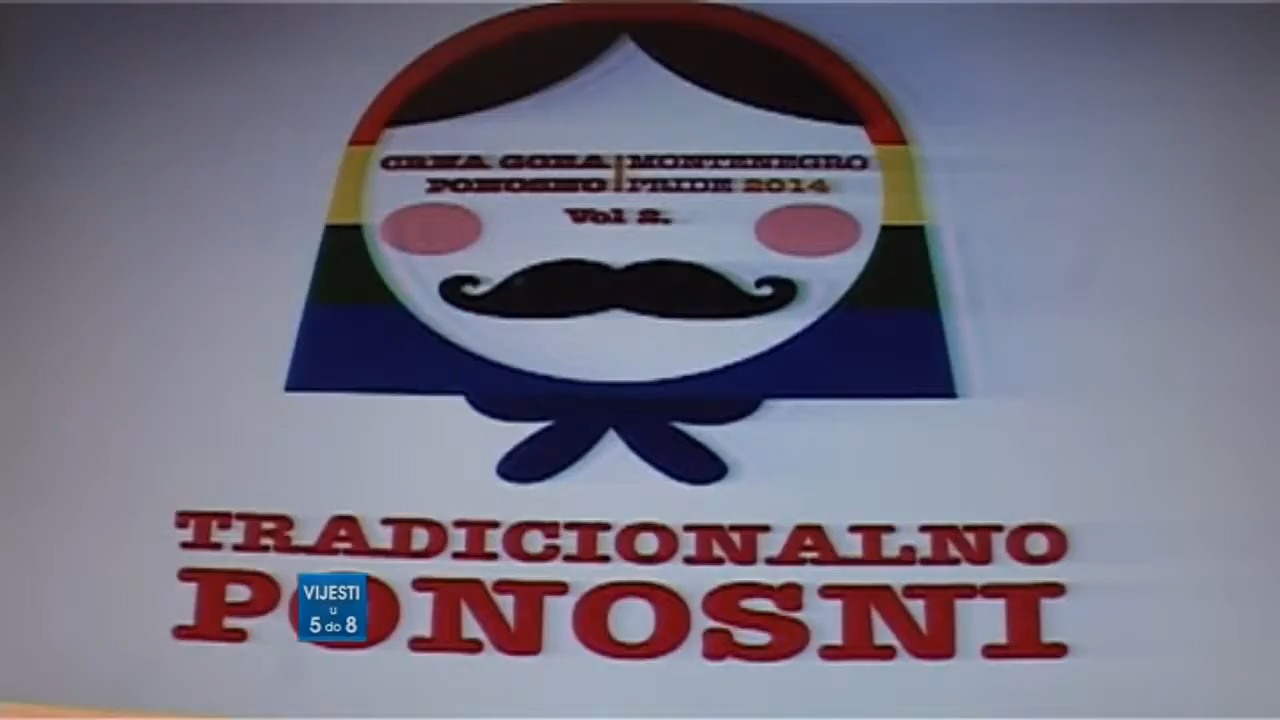 CRNA GORA | MONTENEGRO
PONOSNO | PRIDE 2014
Vol 2.
TRADICIONALNO
PONOSNI
VIJESTI
u
5 do 8